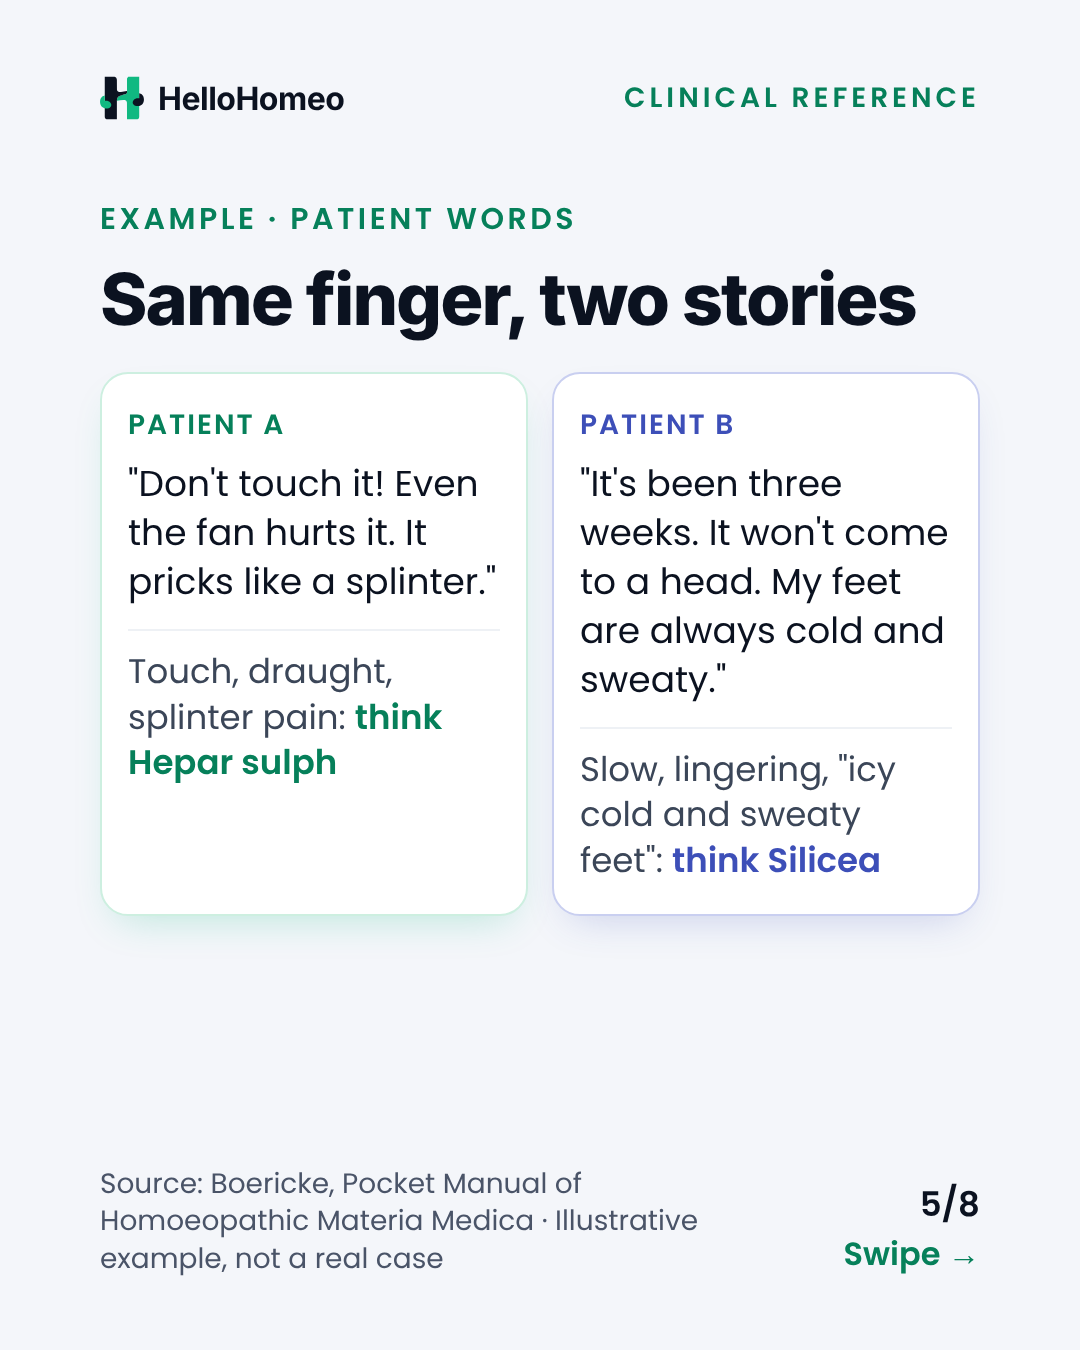 HelloHomeo
CLINICAL REFERENCE
EXAMPLE · PATIENT WORDS
Same finger, two stories
PATIENT A
"Don't touch it! Even
the fan hurts it. It
pricks like a splinter."
Touch, draught,
splinter pain: think
Hepar sulph
PATIENT B
"It's been three
weeks. It won't come
to a head. My feet
are always cold and
sweaty."
Slow, lingering, "icy
cold and sweaty
feet": think Silicea
Source: Boericke, Pocket Manual of
Homoeopathic Materia Medica · Illustrative
example, not a real case
5/8
Swipe →